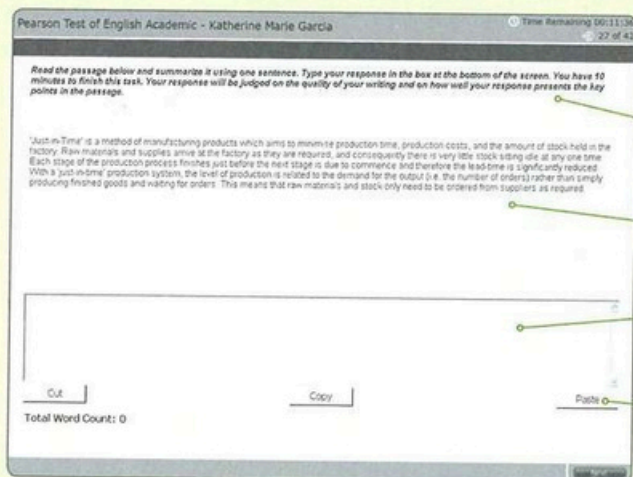 Pearson Test of English Academic - Katherine Marie Garcia
Time Remaining 00:11:36
27 of 42
Read the passage below and summarize it using one sentence. Type your response in the box at the bottom of the screen. You have 10
minutes to finish this task. Your response will be judged on the quality of your writing and on how well your response presents the key
points in the passage.
'Just-in-Time' is a method of manufacturing products which aims to minimise production time, production costs, and the amount of stock held in the
factory. Raw materials and supplies arrive at the factory as they are required, and consequently there is very little stock sitting idle at any one time.
Each stage of the production process finishes just before the next stage is due to commence and therefore the lead-time is significantly reduced.
With a 'just-in-time' production system, the level of production is related to the demand for the output (i.e. the number of orders) rather than simply
producing finished goods and waiting for orders. This means that raw materials and stock only need to be ordered from suppliers as required.
Cut
Copy
Paste
Total Word Count: 0